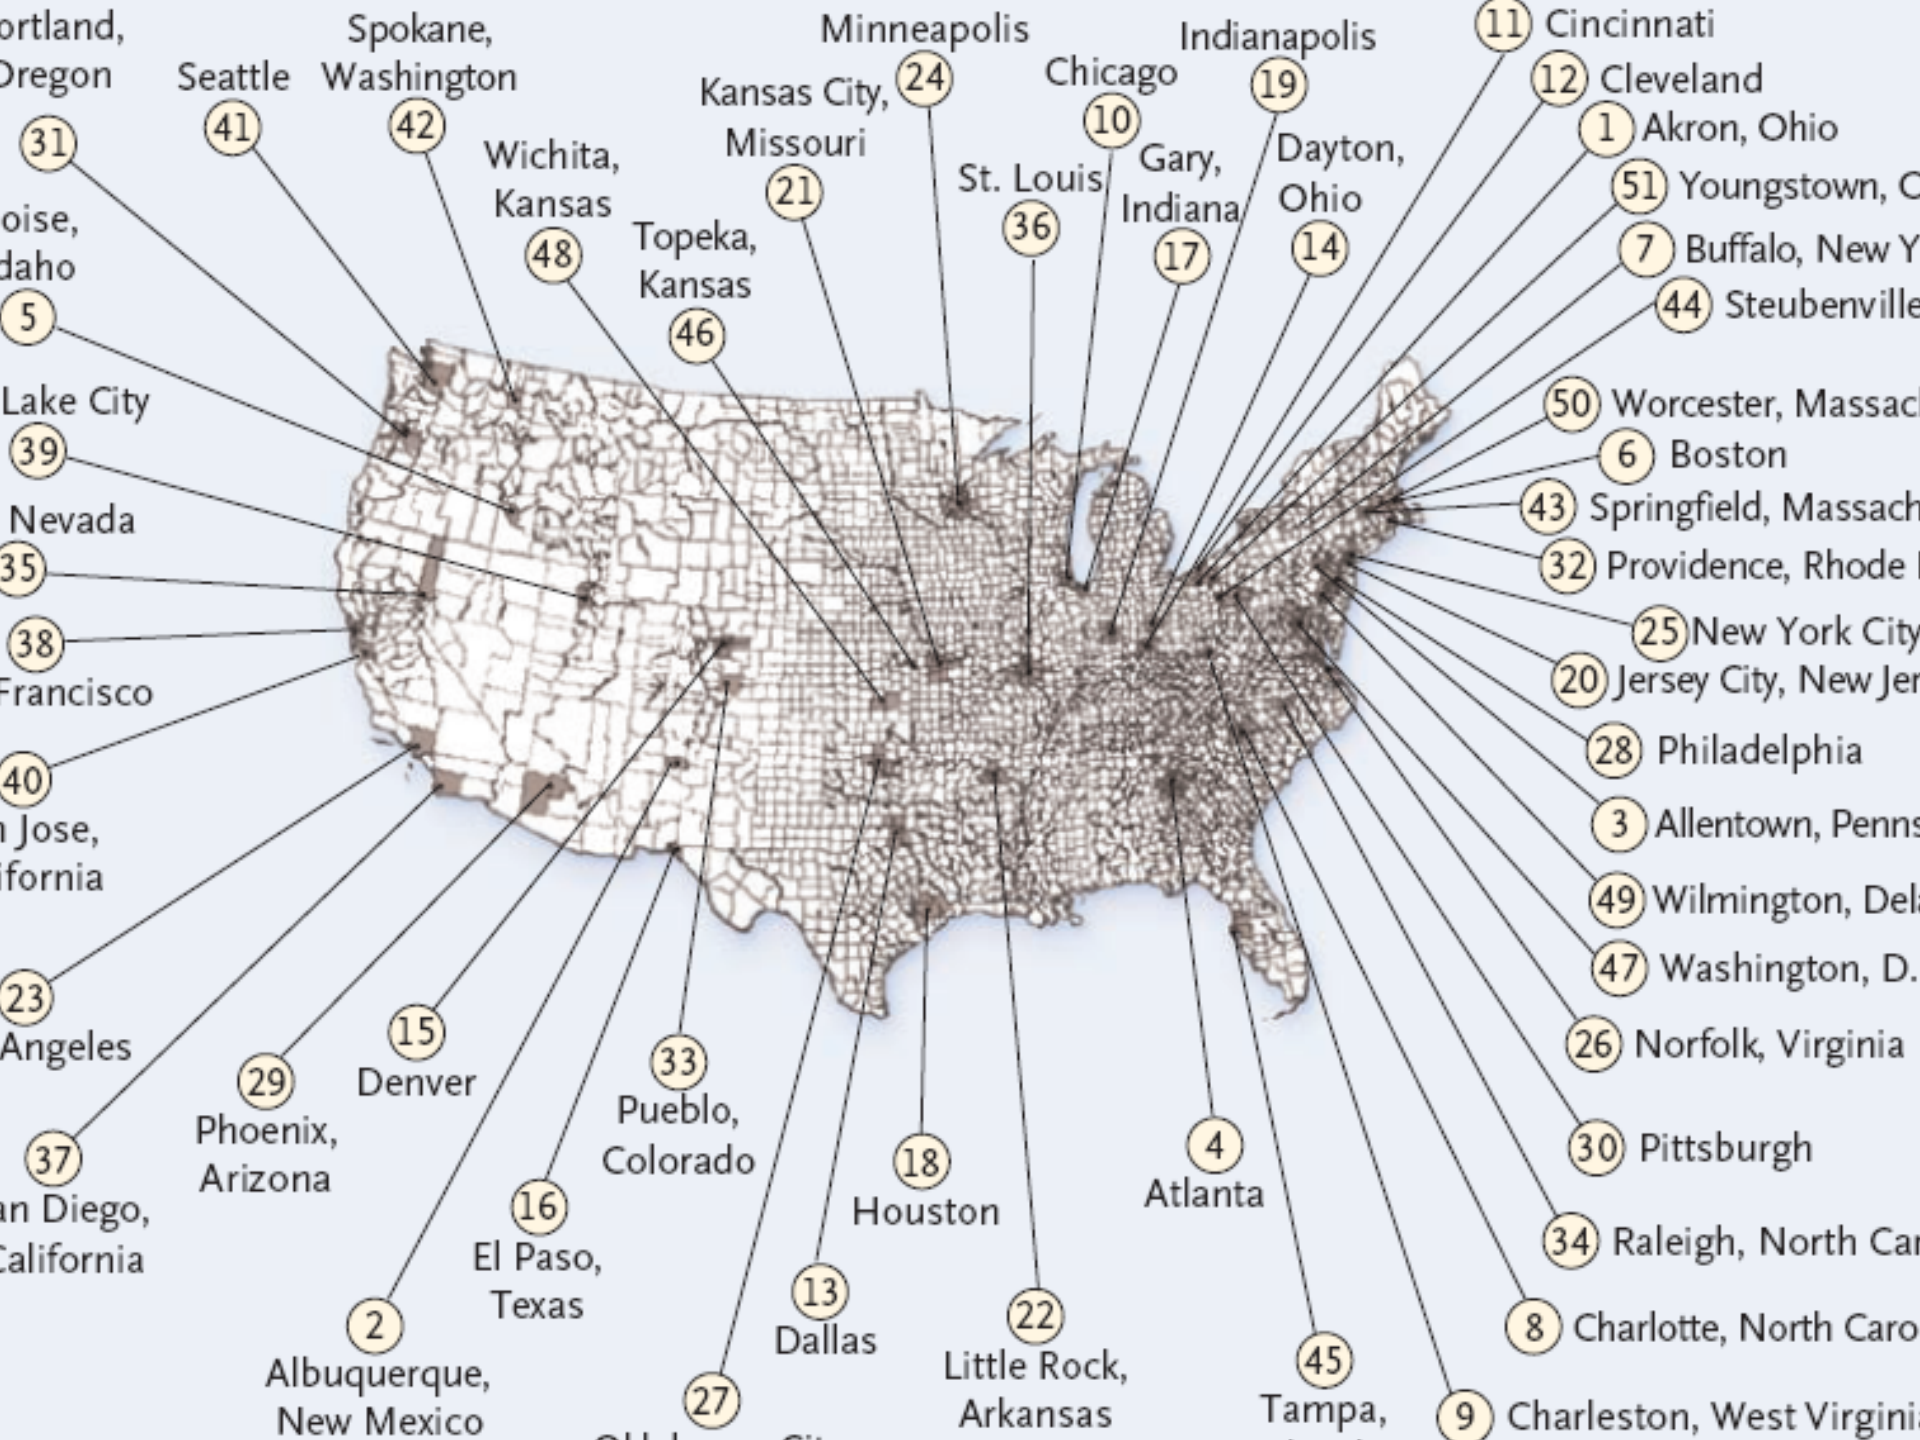 ortland,
Oregon
31
Seattle
41
Spokane,
Washington
42
Wichita,
Kansas
48
Topeka,
Kansas
46
Kansas City,
Missouri
21
Minneapolis
24
St. Louis
36
Chicago
10
Gary,
Indiana
17
Indianapolis
19
Dayton,
Ohio
14
11 Cincinnati
12 Cleveland
1 Akron, Ohio
51 Youngstown, O
7 Buffalo, New Y
44 Steubenville
50 Worcester, Massac
6 Boston
43 Springfield, Massach
32 Providence, Rhode I
25 New York City
20 Jersey City, New Jer
28 Philadelphia
3 Allentown, Penns
49 Wilmington, Del
47 Washington, D.
26 Norfolk, Virginia
30 Pittsburgh
34 Raleigh, North Car
8 Charlotte, North Caro
9 Charleston, West Virgini
oise,
daho
5
Lake City
39
Nevada
35
38
Francisco
40
n Jose,
ifornia
23
Angeles
37
an Diego,
California
29
Phoenix,
Arizona
15
Denver
2
Albuquerque,
New Mexico
16
El Paso,
Texas
33
Pueblo,
Colorado
27
13
Dallas
18
Houston
22
Little Rock,
Arkansas
4
Atlanta
45
Tampa,